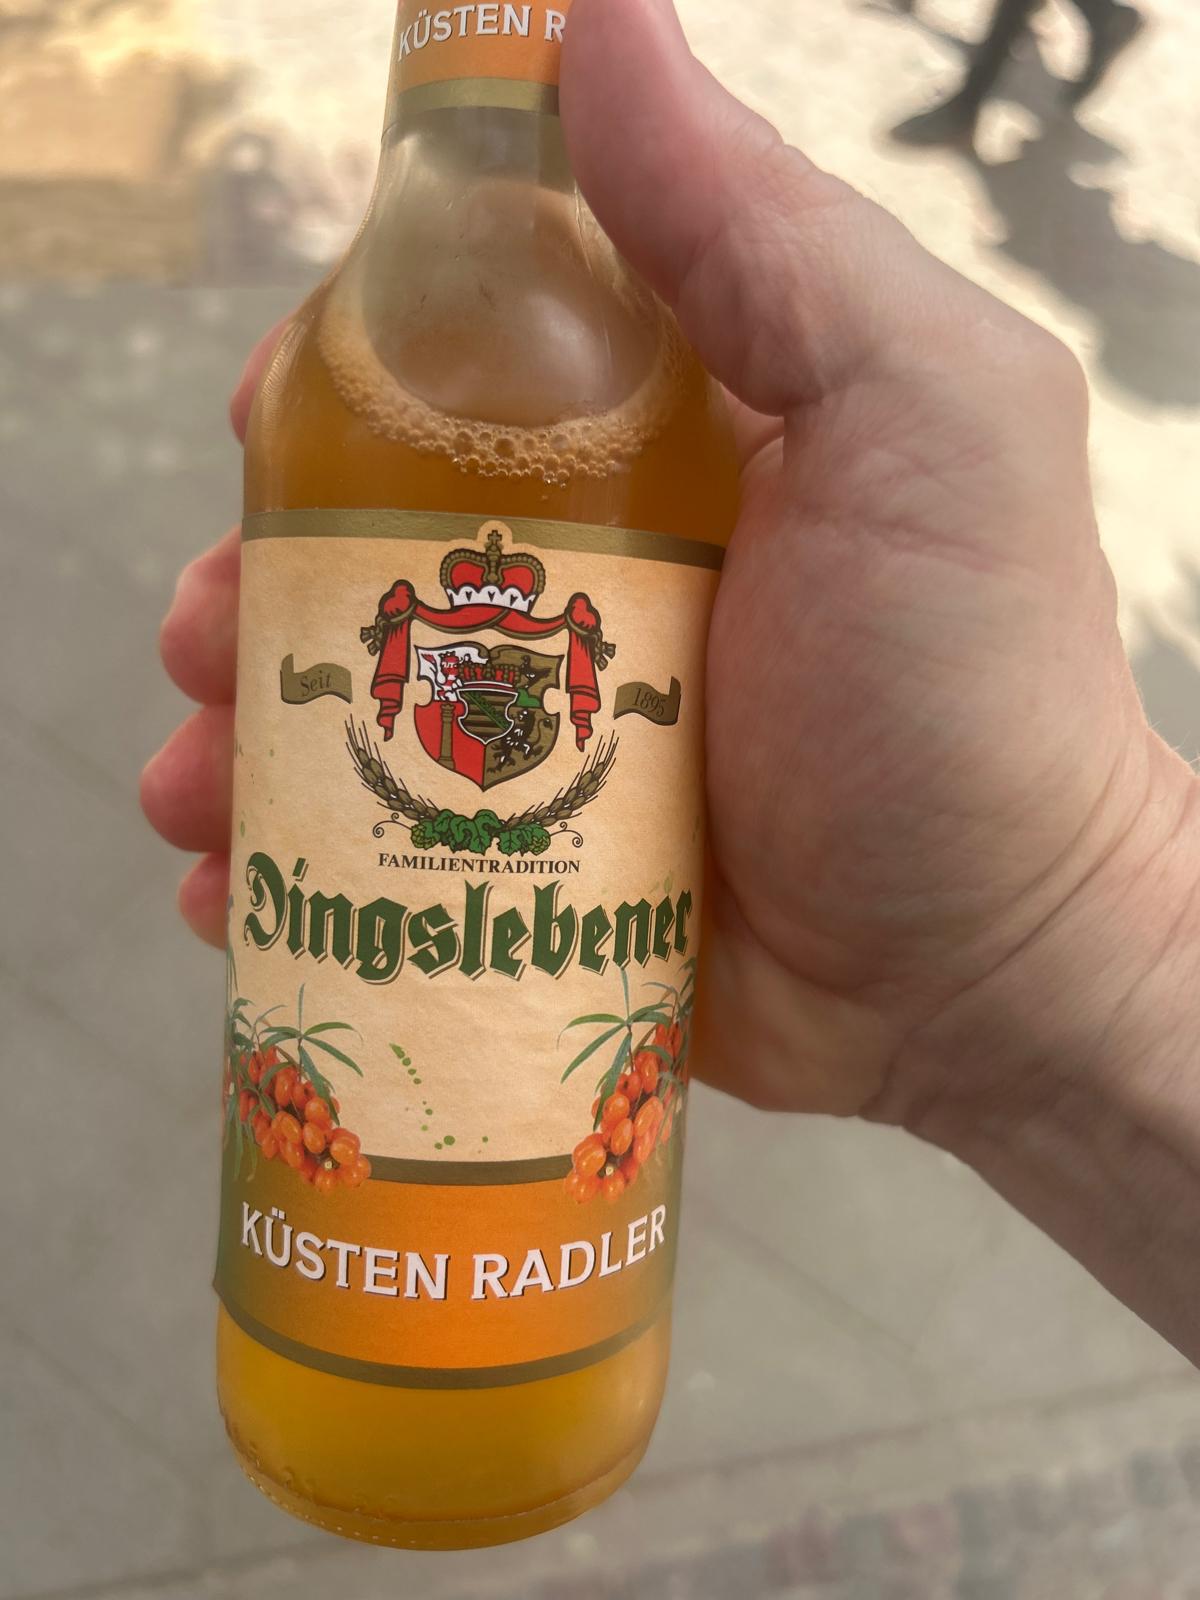 KÜSTEN R
Seit 1895
FAMILIENTRADITION
Dingslebener
KÜSTEN RADLER